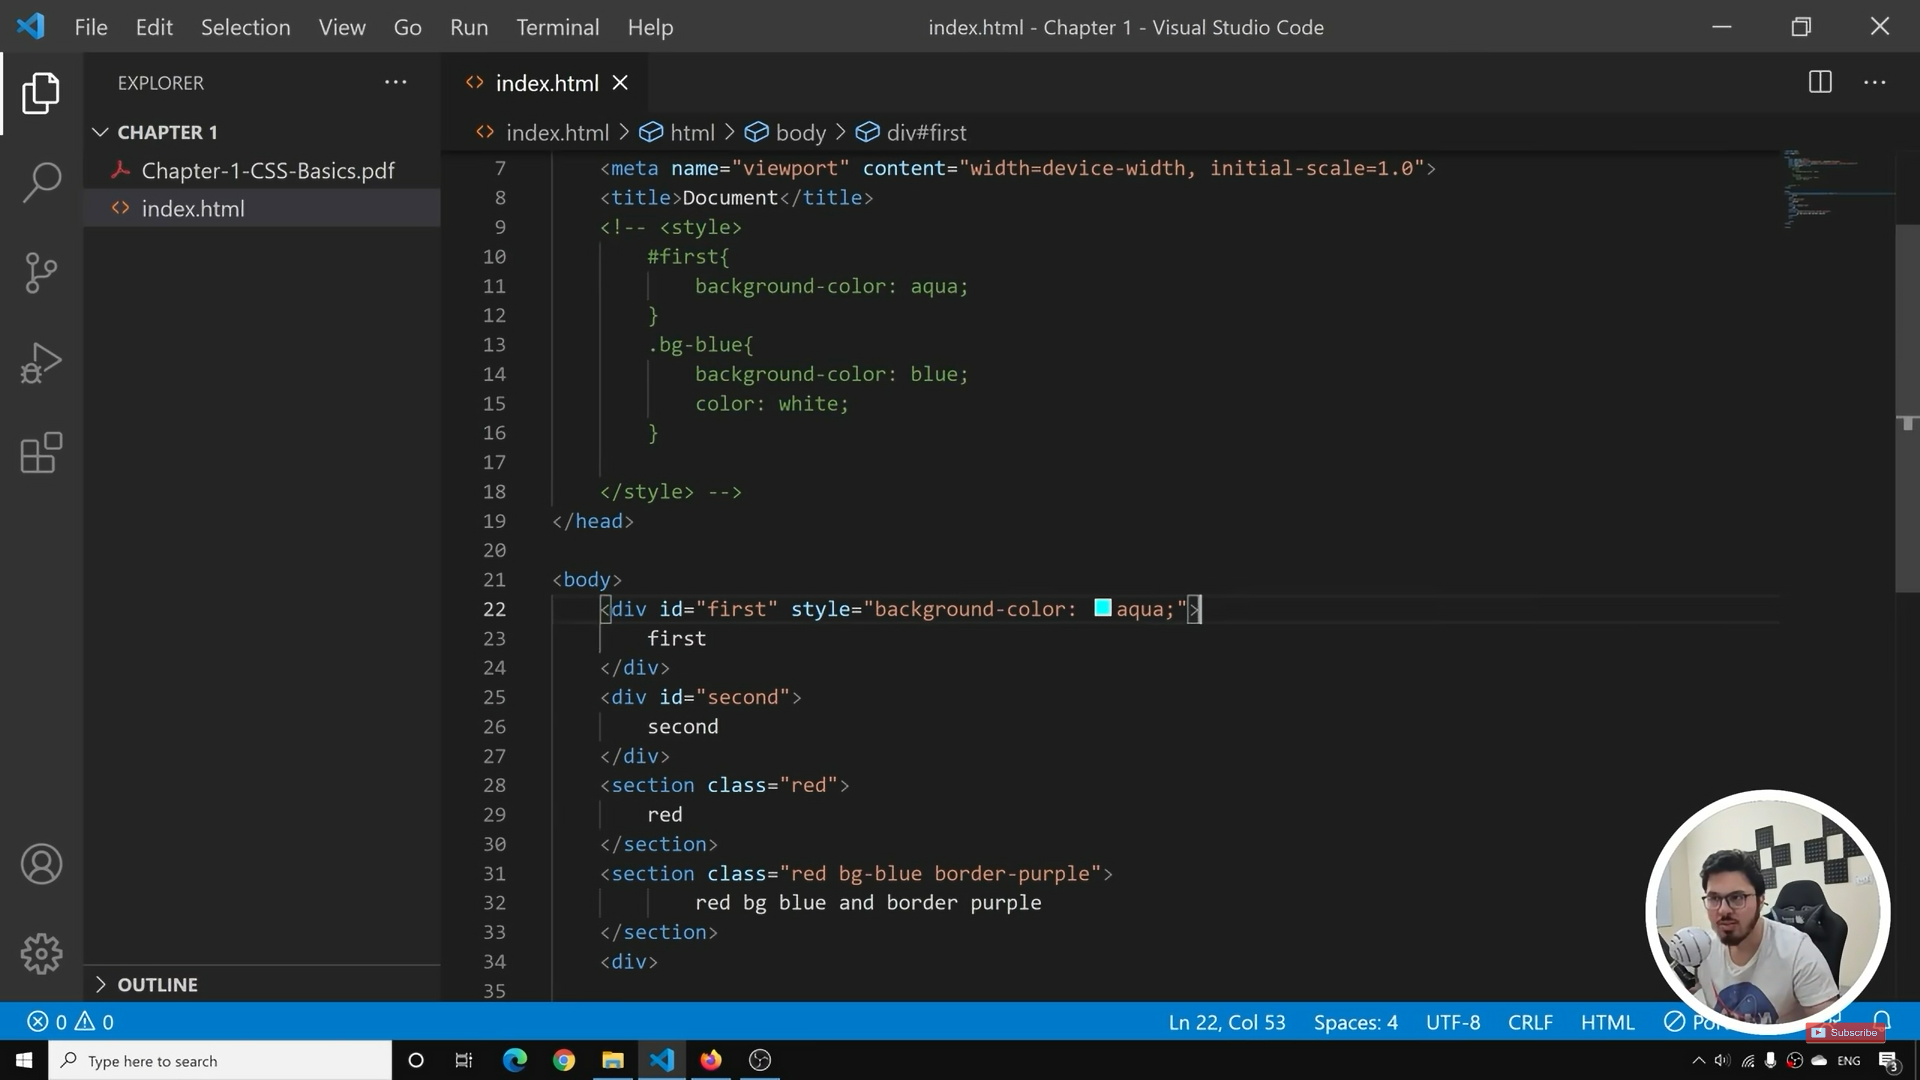 File Edit Selection View Go Run Terminal Help
index.html - Chapter 1 - Visual Studio Code
EXPLORER
index.html
CHAPTER 1
index.html > html > body > div#first
Chapter-1-CSS-Basics.pdf
index.html
7 <meta name="viewport" content="width=device-width, initial-scale=1.0">
8 <title>Document</title>
9 <!-- <style>
10 #first{
11 background-color: aqua;
12 }
13 .bg-blue{
14 background-color: blue;
15 color: white;
16 }
17
18 </style> -->
19 </head>
20
21 <body>
22 <div id="first" style="background-color: aqua;">
23 first
24 </div>
25 <div id="second">
26 second
27 </div>
28 <section class="red">
29 red
30 </section>
31 <section class="red bg-blue border-purple">
32 red bg blue and border purple
33 </section>
34 <div>
35
OUTLINE
0 0
Ln 22, Col 53 Spaces: 4 UTF-8 CRLF HTML
Subscribe
Type here to search
ENG
3